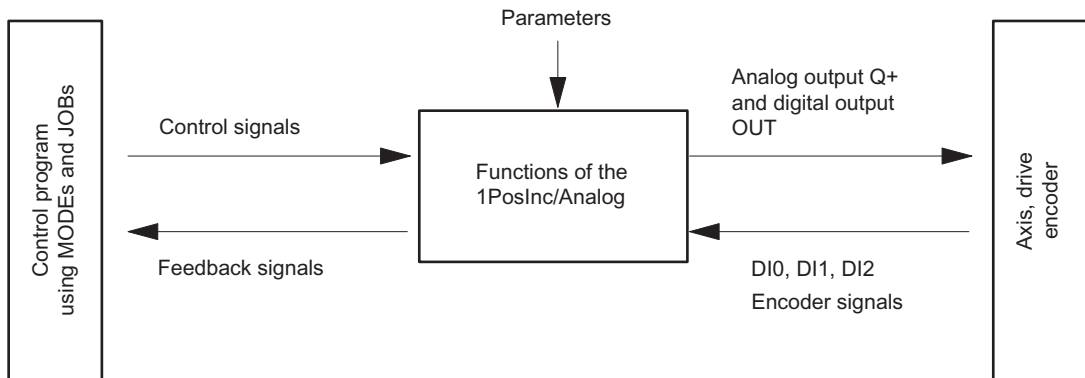 Parameters
Control program
using MODEs and JOBs
Control signals
Feedback signals
Functions of the
1PosInc/Analog
Analog output Q+
and digital output
OUT
DI0, DI1, DI2
Encoder signals
Axis, drive
encoder